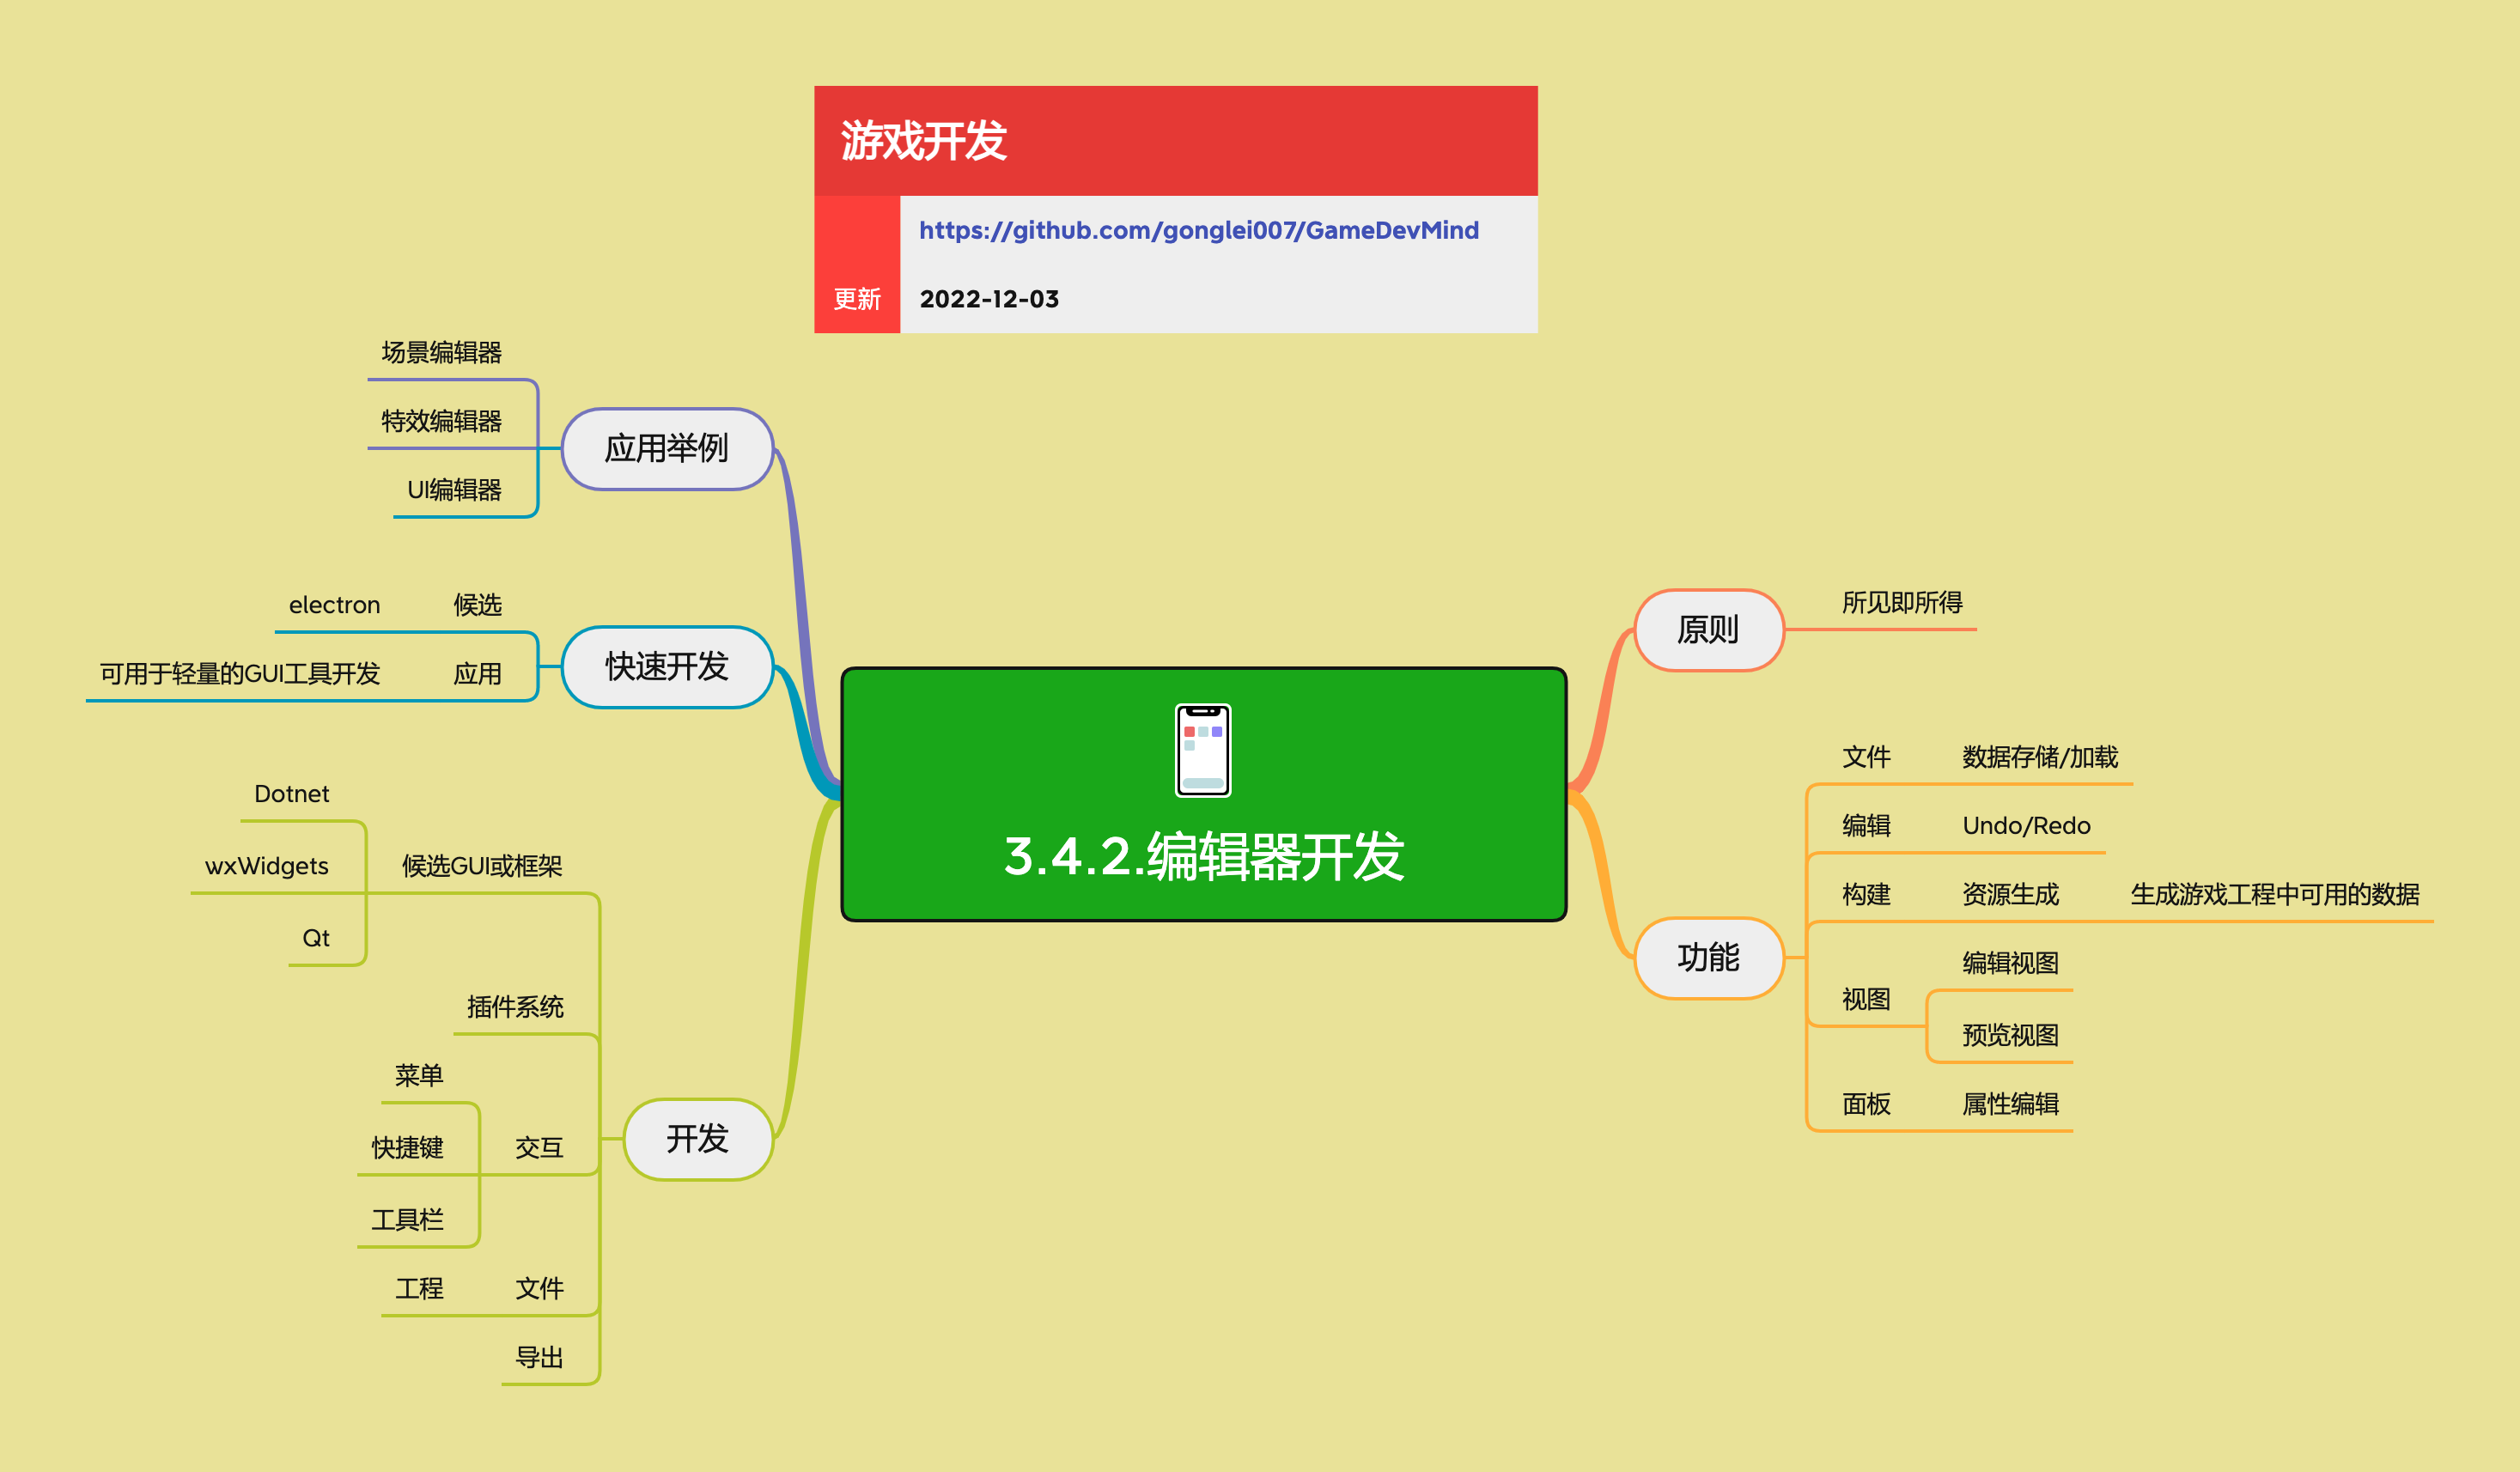 游戏开发
https://github.com/gonglei007/GameDevMind
更新
2022-12-03
3.4.2.编辑器开发
原则
所见即所得
功能
文件
数据存储/加载
编辑
Undo/Redo
构建
资源生成
生成游戏工程中可用的数据
视图
编辑视图
预览视图
面板
属性编辑
应用举例
场景编辑器
特效编辑器
UI编辑器
快速开发
候选
electron
应用
可用于轻量的GUI工具开发
开发
候选GUI或框架
Dotnet
wxWidgets
Qt
插件系统
交互
菜单
快捷键
工具栏
文件
工程
导出